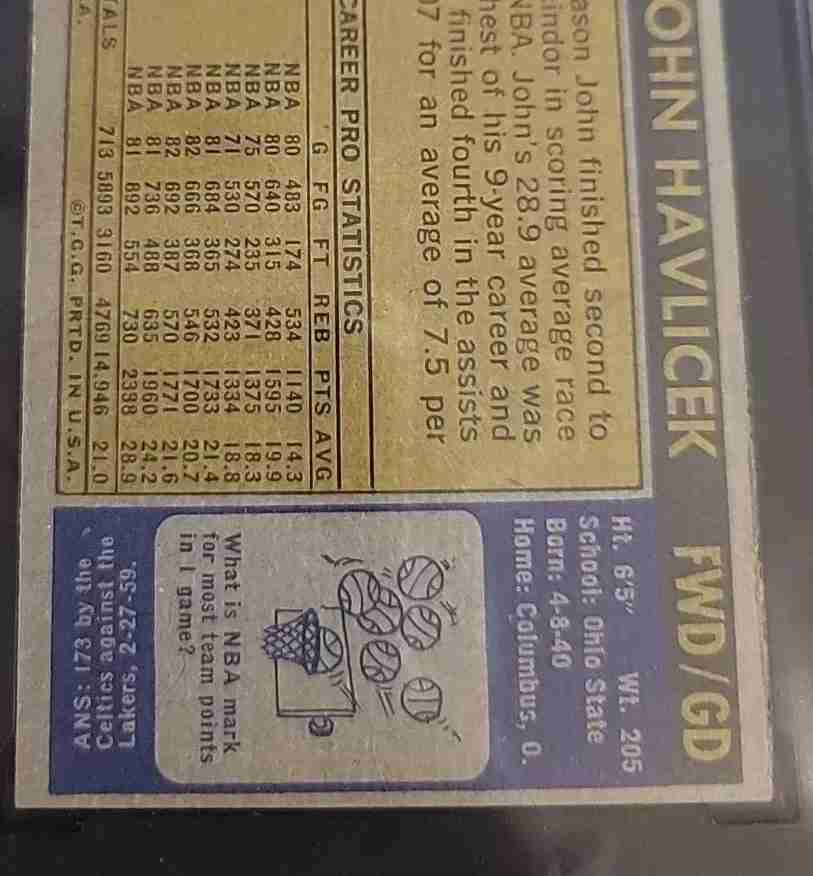 OHN HAVLICEK FWD/GD
ason John finished second to
indor in scoring average race
NBA. John's 28.9 average was
hest of his 9-year career and
finished fourth in the assists
07 for an average of 7.5 per
CAREER PRO STATISTICS
G FG FT REB PTS AVG
NBA 80 483 174 534 1140 14.3
NBA 80 640 315 428 1595 19.9
NBA 75 570 235 371 1375 18.3
NBA 71 530 274 423 1334 18.8
NBA 81 684 365 532 1733 21.4
NBA 82 666 368 546 1700 20.7
NBA 82 692 387 570 1771 21.6
NBA 81 736 488 635 1960 24.2
NBA 81 892 554 730 2338 28.9
TALS 713 5893 3160 4769 14,946 21.0
.A. ©T.C.G. PRTD. IN U.S.A.
Ht. 6'5" Wt. 205
School: Ohio State
Born: 4-8-40
Home: Columbus, O.
What is NBA mark
for most team points
in 1 game?
ANS: 173 by the
Celtics against the
Lakers, 2-27-59.